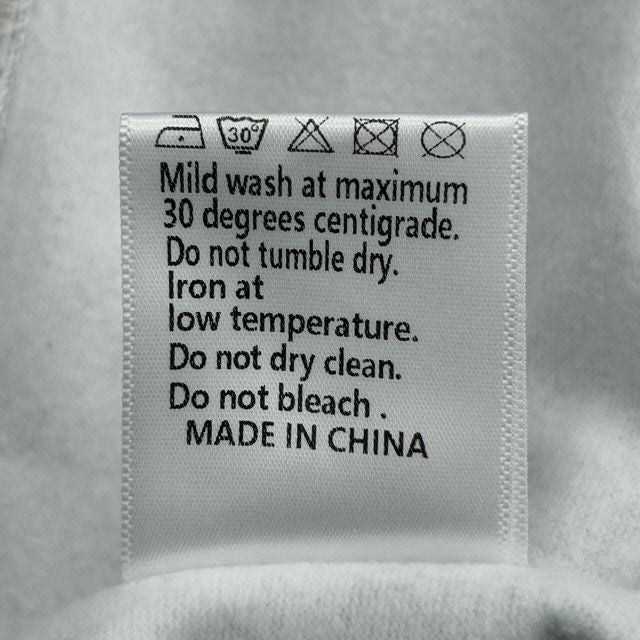 30°
Mild wash at maximum
30 degrees centigrade.
Do not tumble dry.
Iron at
low temperature.
Do not dry clean.
Do not bleach .
MADE IN CHINA